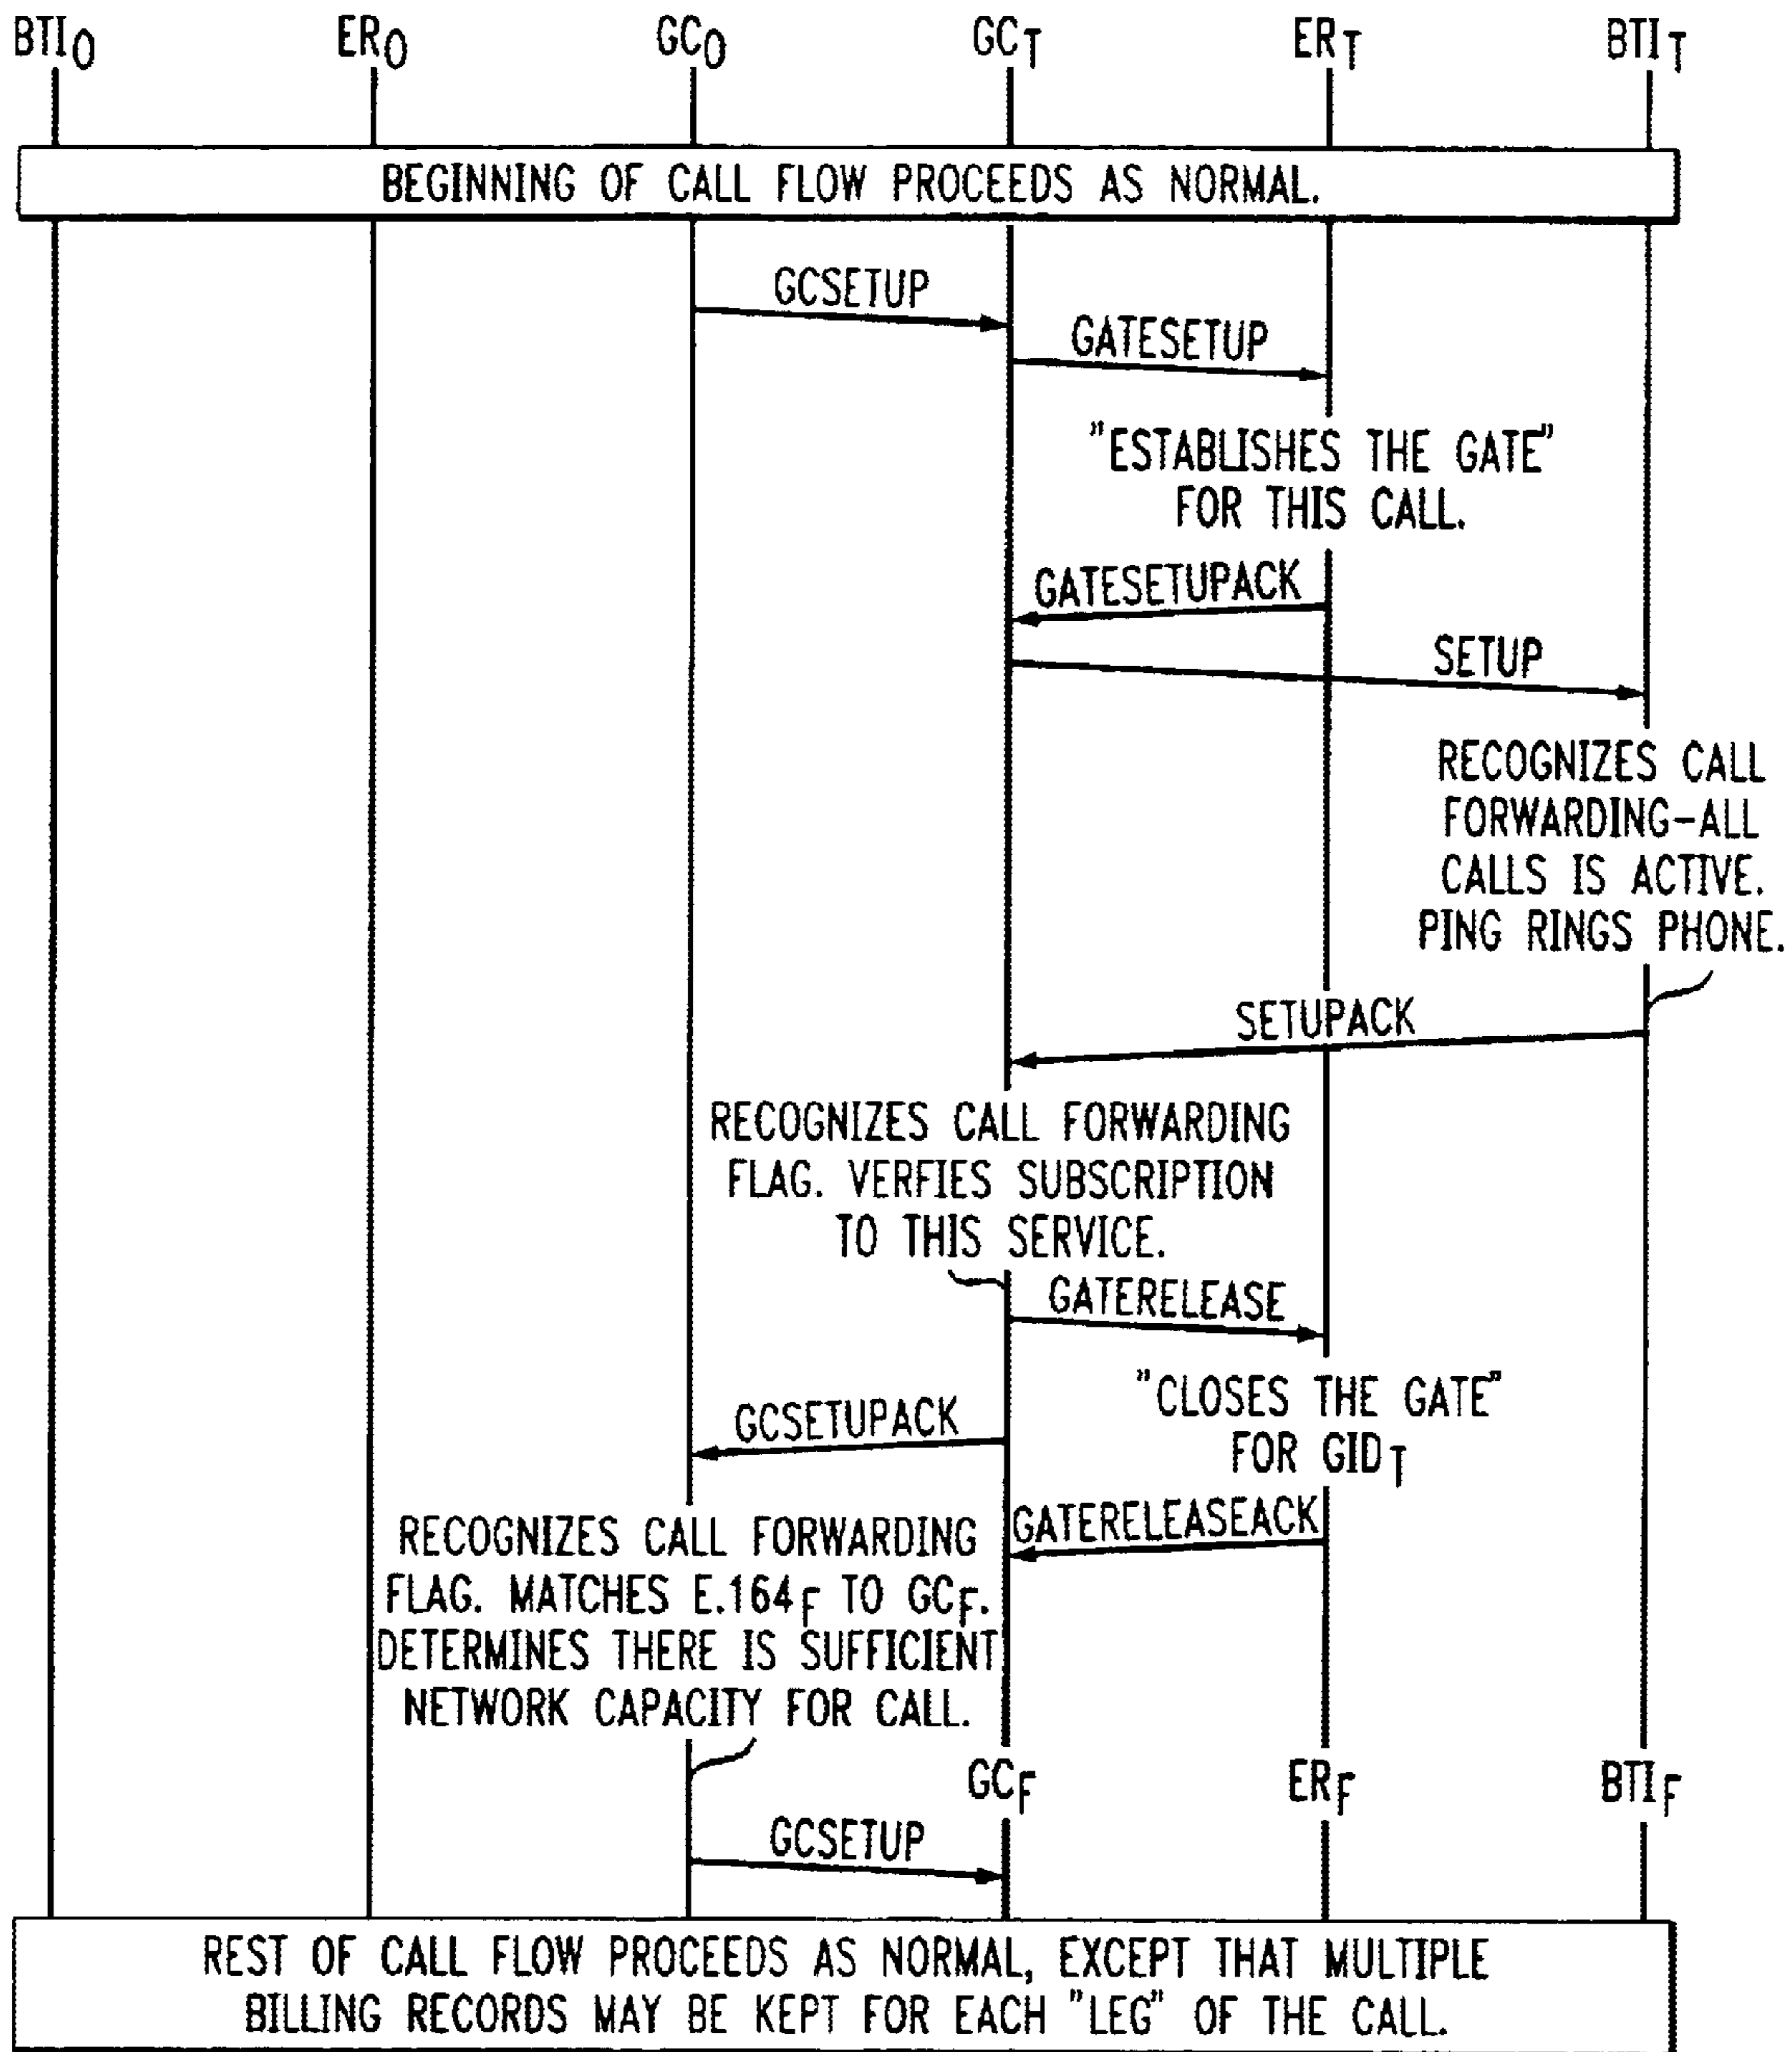 BTIO ERO GCO GCT ERT BTIT
BEGINNING OF CALL FLOW PROCEEDS AS NORMAL.
GCSETUP
GATESETUP
"ESTABLISHES THE GATE"
FOR THIS CALL.
GATESETUPACK
SETUP
RECOGNIZES CALL
FORWARDING-ALL
CALLS IS ACTIVE.
PING RINGS PHONE.
SETUPACK
RECOGNIZES CALL FORWARDING
FLAG. VERFIES SUBSCRIPTION
TO THIS SERVICE.
GATERELEASE
"CLOSES THE GATE"
FOR GIDT
GCSETUPACK
GATERELEASEACK
RECOGNIZES CALL FORWARDING
FLAG. MATCHES E.164F TO GCF.
DETERMINES THERE IS SUFFICIENT
NETWORK CAPACITY FOR CALL.
GCF ERF BTIF
GCSETUP
REST OF CALL FLOW PROCEEDS AS NORMAL, EXCEPT THAT MULTIPLE
BILLING RECORDS MAY BE KEPT FOR EACH "LEG" OF THE CALL.